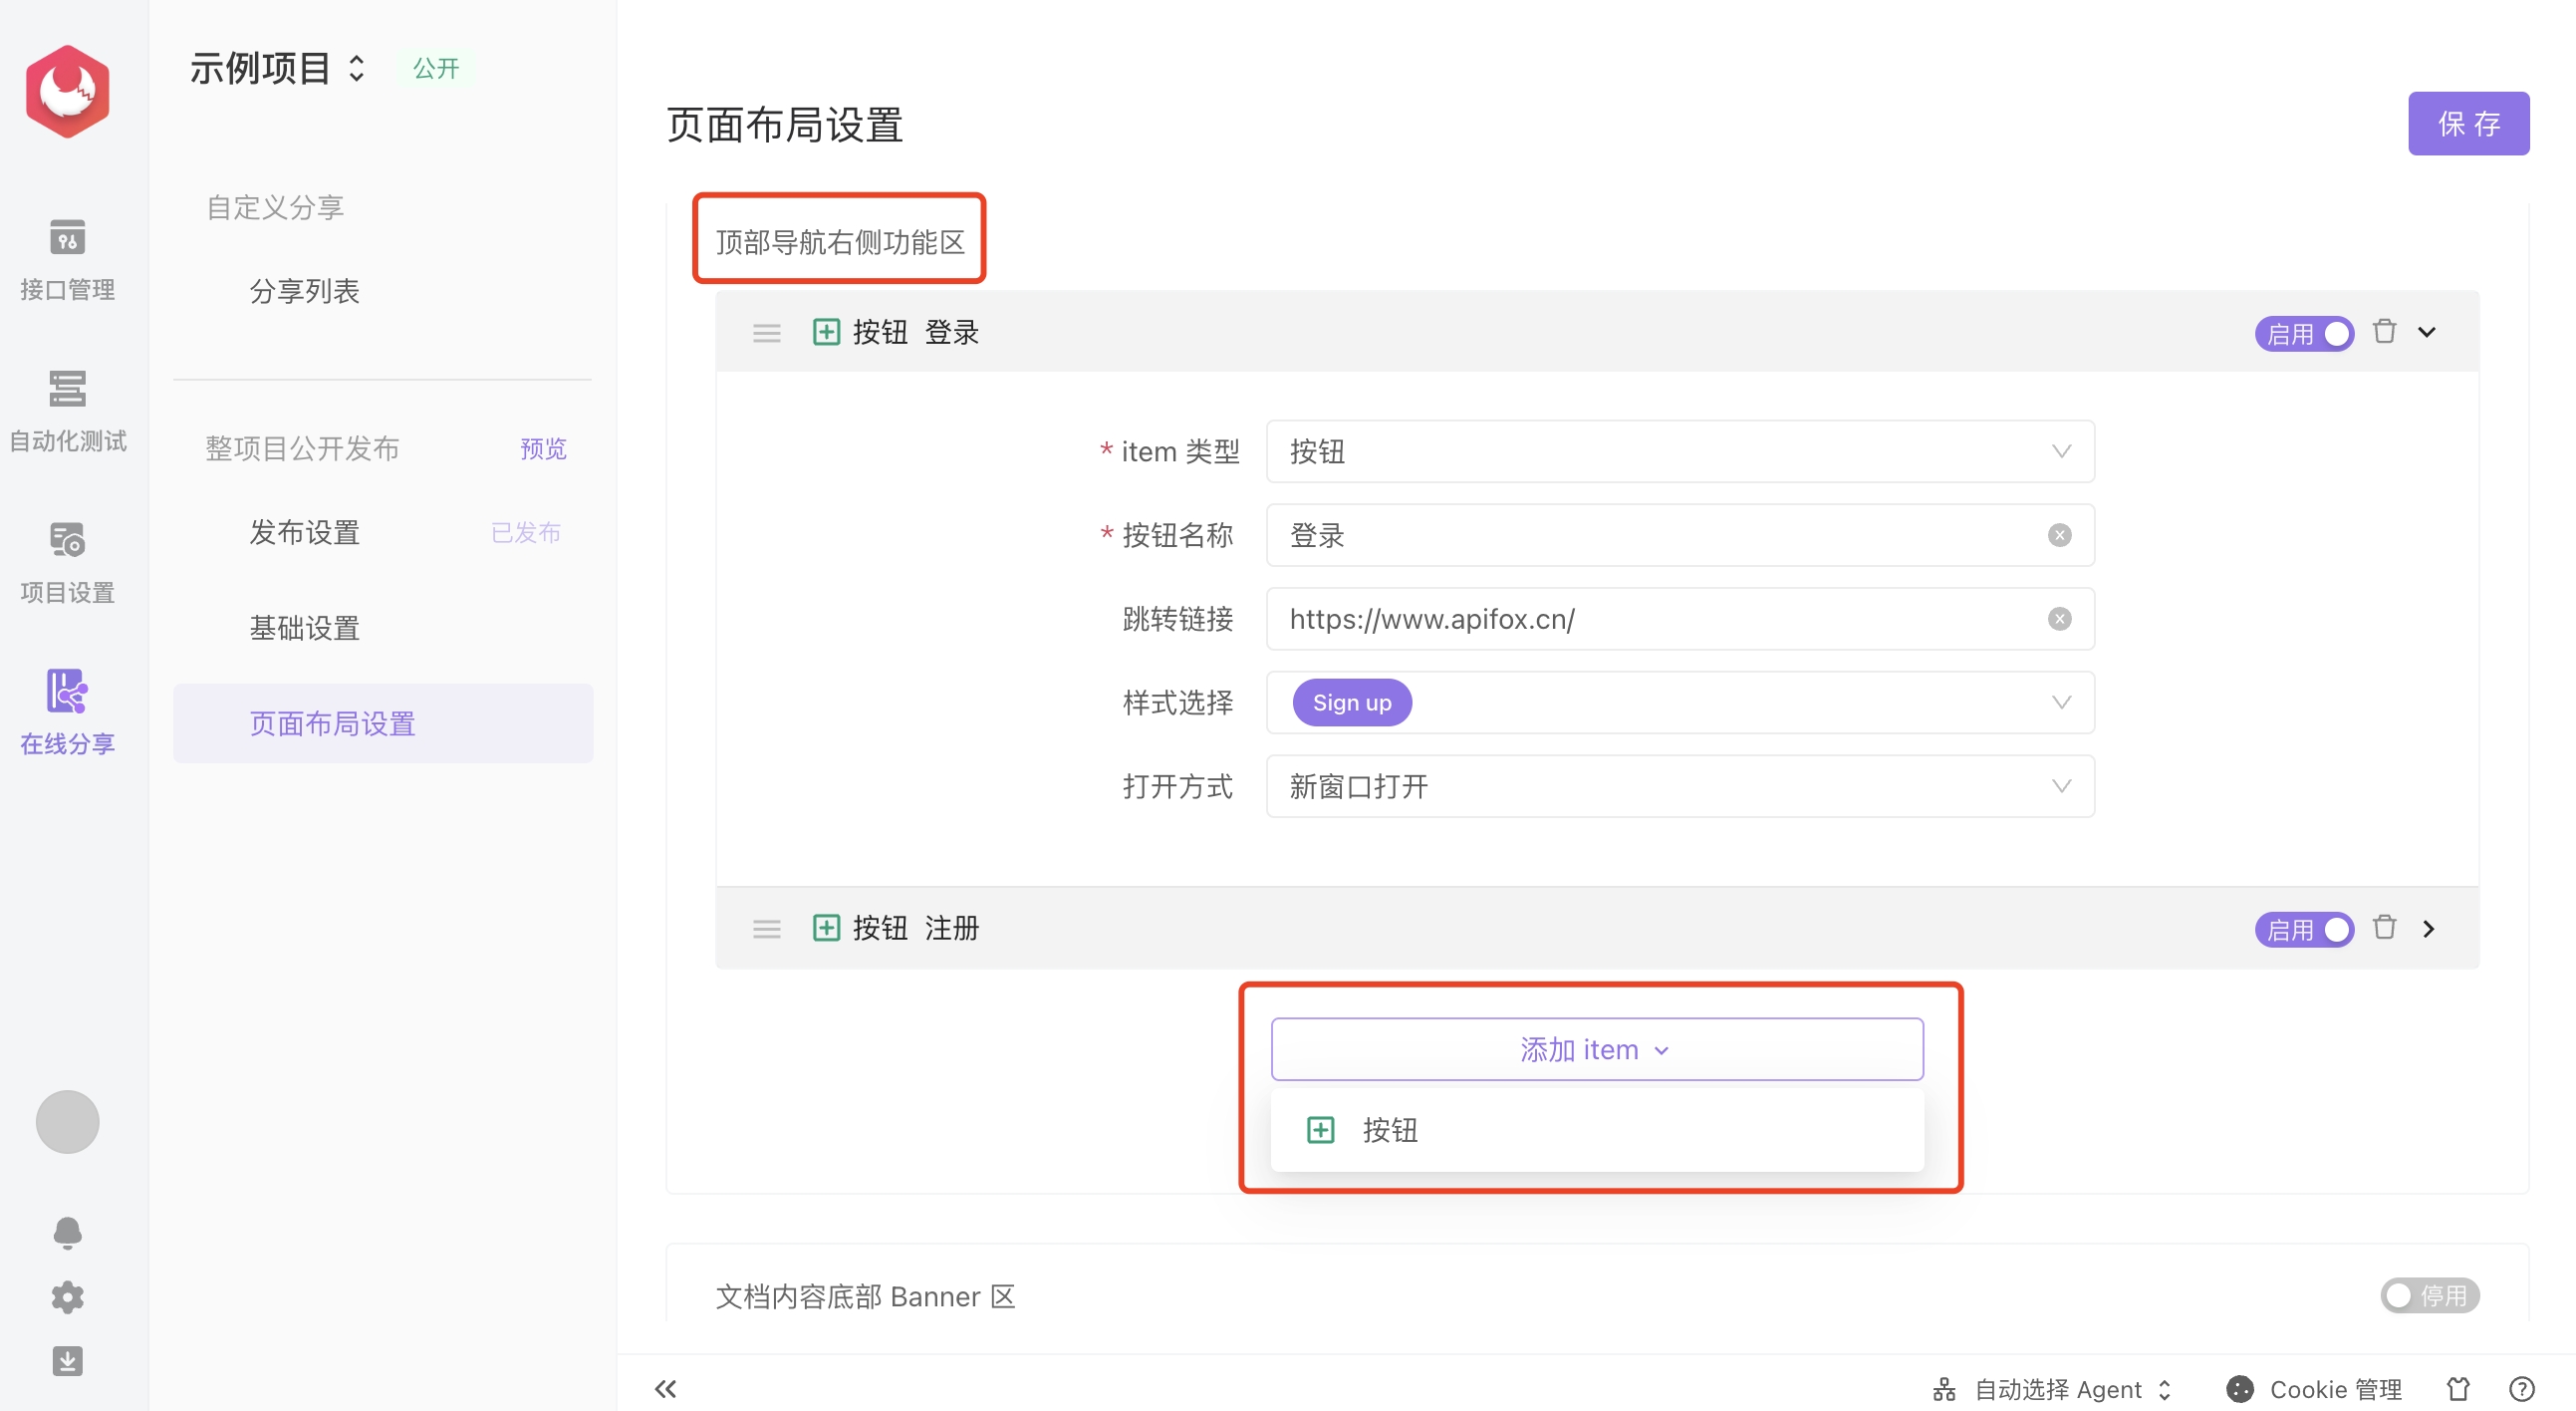 示例项目 公开
接口管理
自动化测试
项目设置
在线分享
自定义分享
分享列表
整项目公开发布 预览
发布设置 已发布
基础设置
页面布局设置
页面布局设置
保存
顶部导航右侧功能区
按钮 登录 启用
* item 类型 按钮
* 按钮名称 登录
跳转链接 https://www.apifox.cn/
样式选择 Sign up
打开方式 新窗口打开
按钮 注册 启用
添加 item
按钮
文档内容底部 Banner 区 停用
自动选择 Agent Cookie 管理